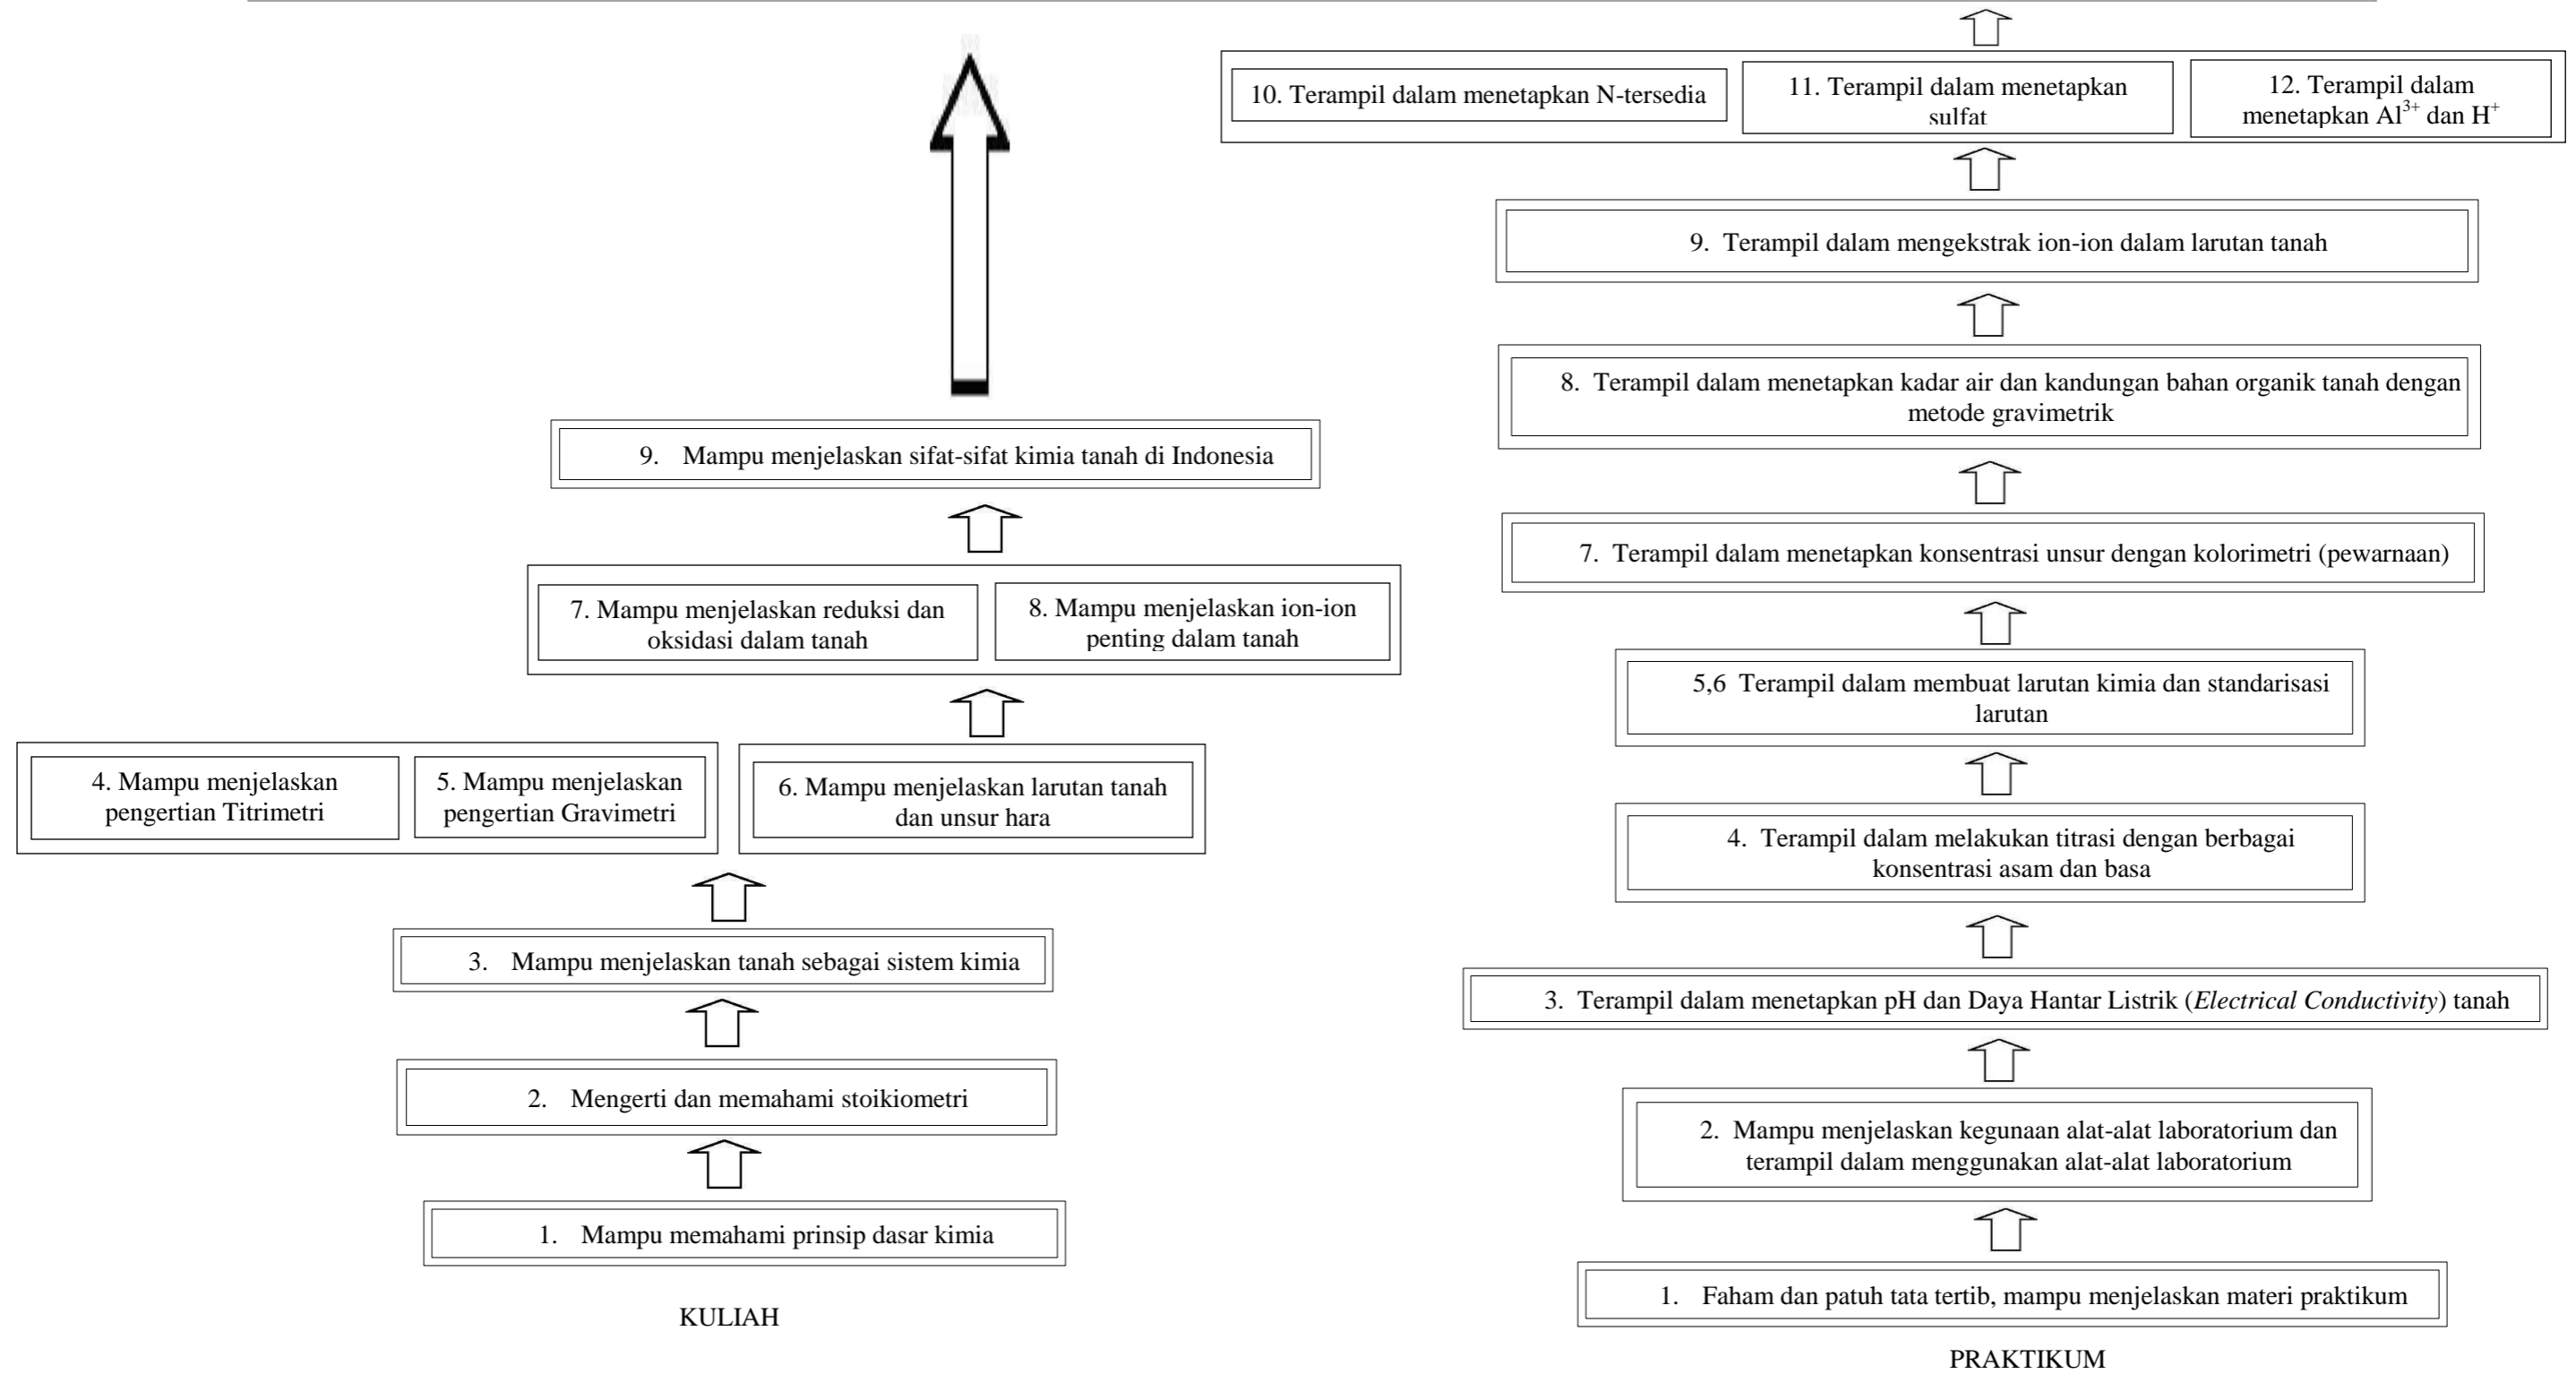 10. Terampil dalam menetapkan N-tersedia
11. Terampil dalam menetapkan
sulfat
12. Terampil dalam
menetapkan Al³⁺ dan H⁺
9. Terampil dalam mengekstrak ion-ion dalam larutan tanah
8. Terampil dalam menetapkan kadar air dan kandungan bahan organik tanah dengan
metode gravimetrik
7. Terampil dalam menetapkan konsentrasi unsur dengan kolorimetri (pewarnaan)
5,6 Terampil dalam membuat larutan kimia dan standarisasi
larutan
4. Terampil dalam melakukan titrasi dengan berbagai
konsentrasi asam dan basa
3. Terampil dalam menetapkan pH dan Daya Hantar Listrik (Electrical Conductivity) tanah
2. Mampu menjelaskan kegunaan alat-alat laboratorium dan
terampil dalam menggunakan alat-alat laboratorium
1. Faham dan patuh tata tertib, mampu menjelaskan materi praktikum
PRAKTIKUM
9. Mampu menjelaskan sifat-sifat kimia tanah di Indonesia
7. Mampu menjelaskan reduksi dan
oksidasi dalam tanah
8. Mampu menjelaskan ion-ion
penting dalam tanah
4. Mampu menjelaskan
pengertian Titrimetri
5. Mampu menjelaskan
pengertian Gravimetri
6. Mampu menjelaskan larutan tanah
dan unsur hara
3. Mampu menjelaskan tanah sebagai sistem kimia
2. Mengerti dan memahami stoikiometri
1. Mampu memahami prinsip dasar kimia
KULIAH